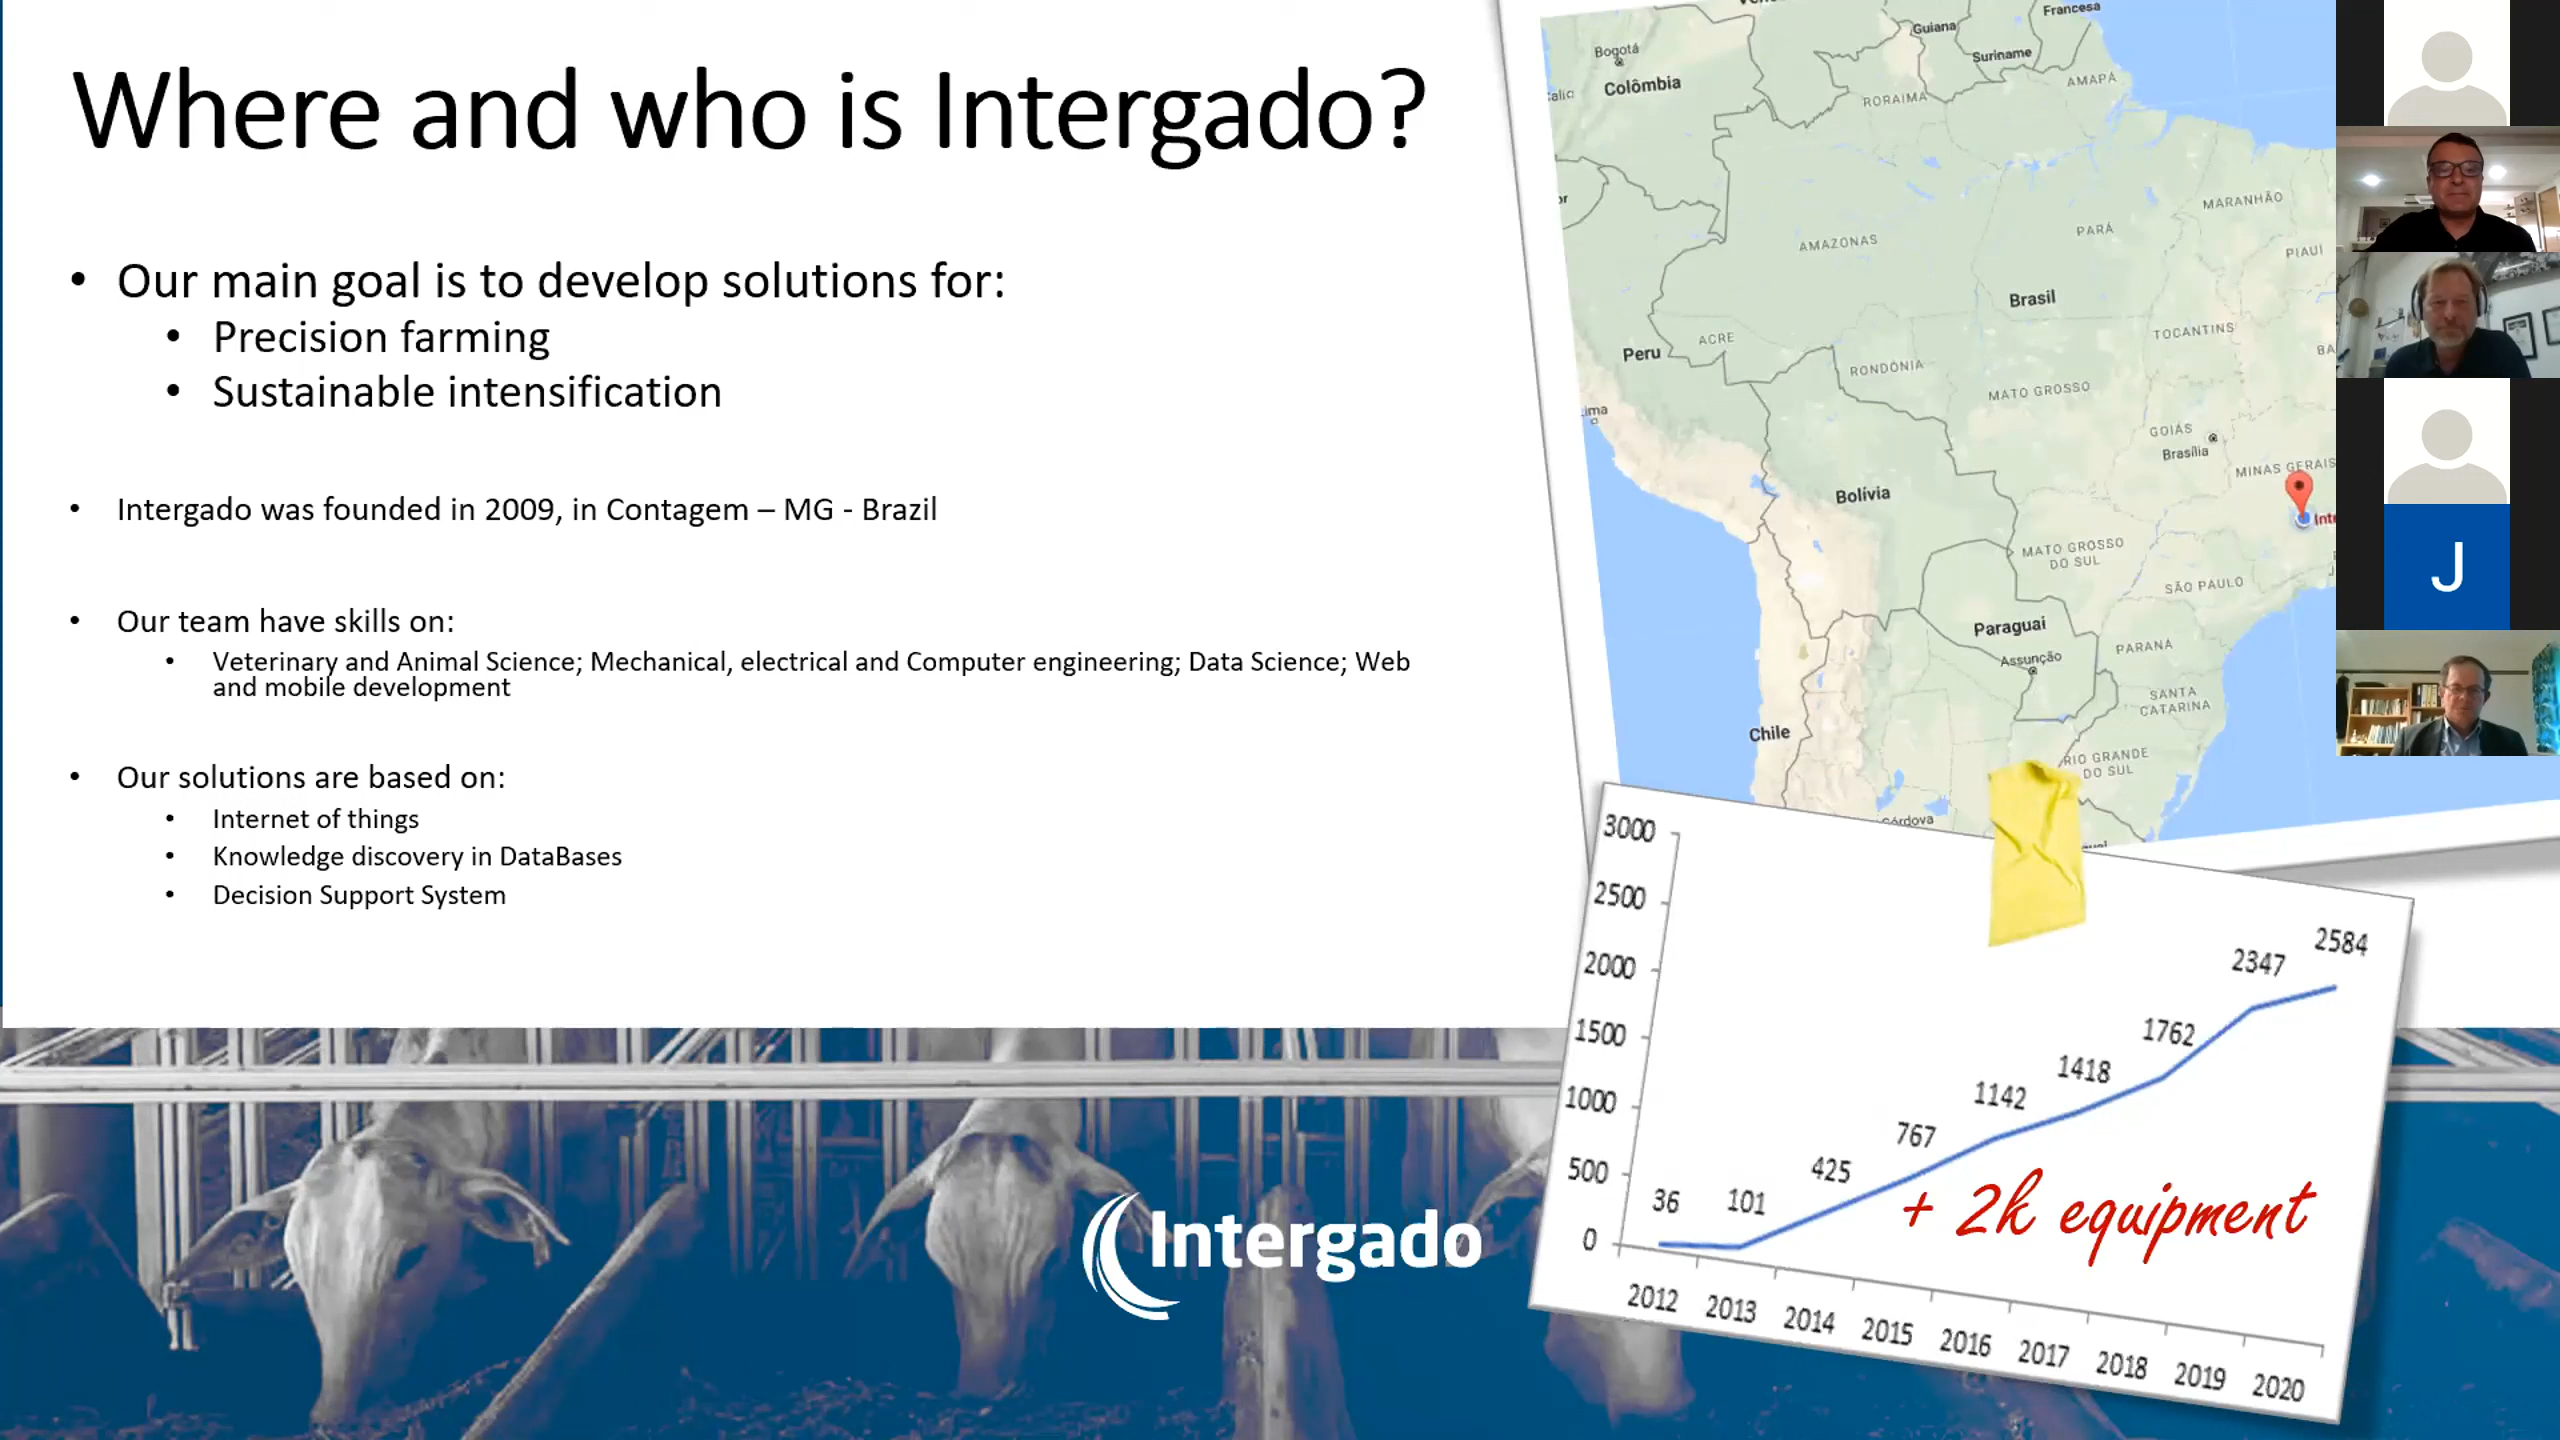 Where and who is Intergado?
• Our main goal is to develop solutions for:
• Precision farming
• Sustainable intensification
• Intergado was founded in 2009, in Contagem – MG - Brazil
• Our team have skills on:
• Veterinary and Animal Science; Mechanical, electrical and Computer engineering; Data Science; Web
and mobile development
• Our solutions are based on:
• Internet of things
• Knowledge discovery in DataBases
• Decision Support System
Intergado
Francesa
Guiana
Suriname
Bogotá
Colômbia
RORAIMA
AMAPÁ
MARANHÃO
PARÁ
AMAZONAS
PIAUÍ
Brasil
TOCANTINS
ACRE
Peru
RONDÔNIA
MATO GROSSO
GOIÁS
Brasília
MINAS GERAIS
Bolívia
MATO GROSSO
DO SUL
SÃO PAULO
Paraguai
Assunção
PARANÁ
SANTA
CATARINA
Chile
RIO GRANDE
DO SUL
J
3000
2500
2000
1500
1000
500
0
36
101
425
767
1142
1418
1762
2347
2584
+ 2k equipment
2012 2013 2014 2015 2016 2017 2018 2019 2020